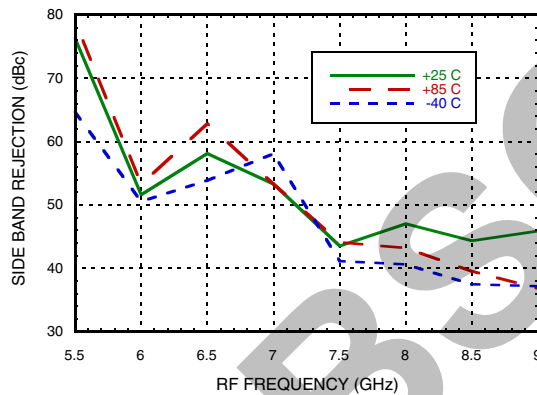 SIDE BAND REJECTION (dBc)
80
70
60
50
40
30
+25 C
+85 C
-40 C
5.5 6 6.5 7 7.5 8 8.5 9
RF FREQUENCY (GHz)